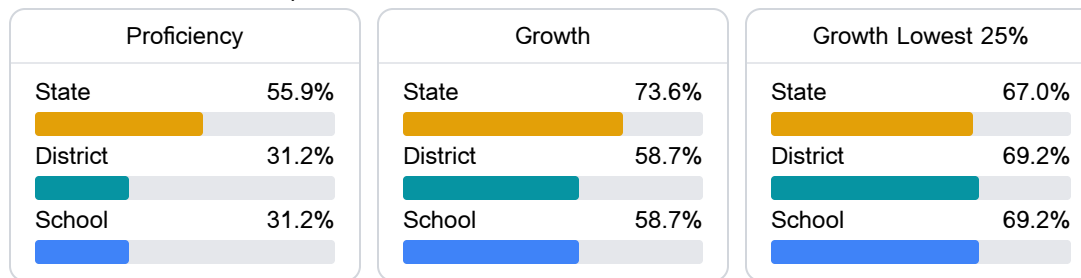 Proficiency
State 55.9%
District 31.2%
School 31.2%
Growth
State 73.6%
District 58.7%
School 58.7%
Growth Lowest 25%
State 67.0%
District 69.2%
School 69.2%